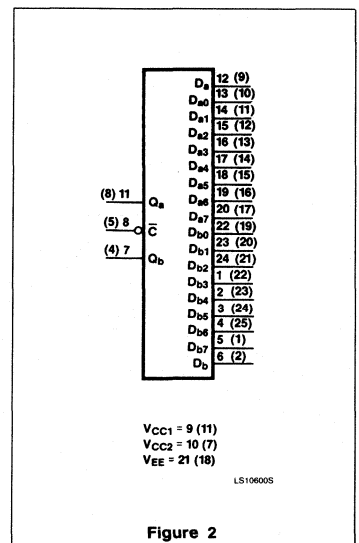 Da 12 (9)
Da0 13 (10)
Da1 14 (11)
Da2 15 (12)
Da3 16 (13)
Da4 17 (14)
Da5 18 (15)
(8) 11 Qa Da6 19 (16)
Da7 20 (17)
(5) 8 C̅ Db0 22 (19)
Db1 23 (20)
(4) 7 Qb Db2 24 (21)
Db3 1 (22)
Db4 2 (23)
Db5 3 (24)
Db6 4 (25)
Db7 5 (1)
Db 6 (2)
VCC1 = 9 (11)
VCC2 = 10 (7)
VEE = 21 (18)
LS10600S
Figure 2